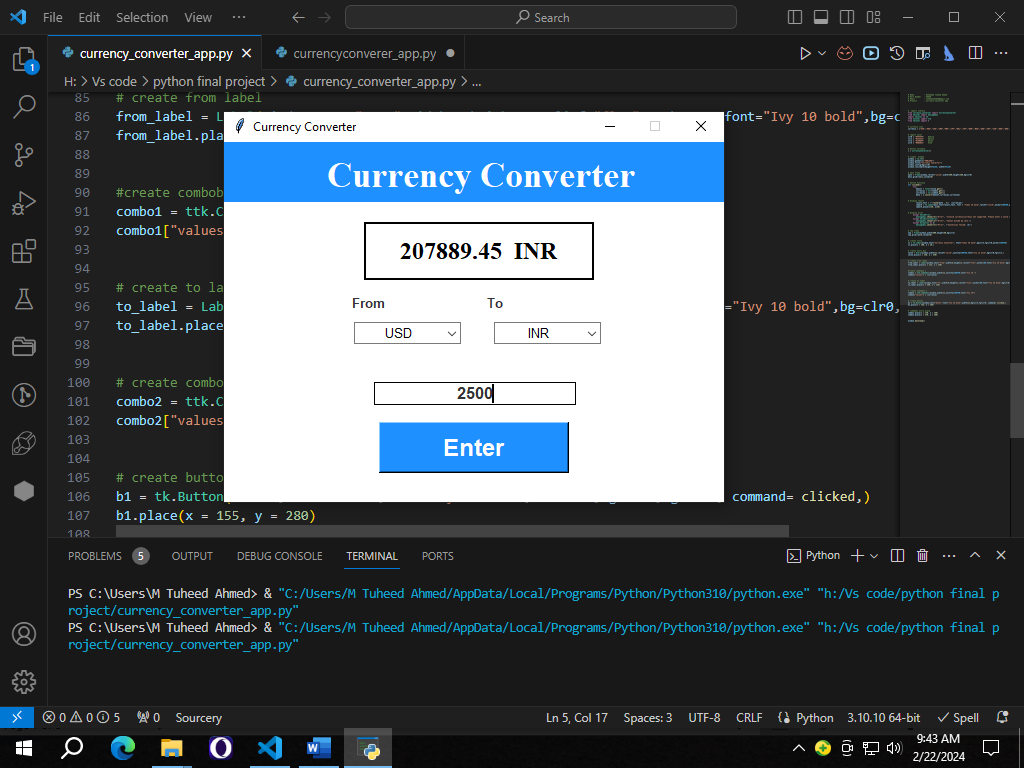 File Edit Selection View ··· Search
1
currency_converter_app.py
currencyconverer_app.py
H: > Vs code > python final project > currency_converter_app.py > ...
85 # create from label
86 from_label = L font="Ivy 10 bold",bg=c
87 from_label.pla
88
89
90 #create combob
91 combo1 = ttk.C
92 combo1["values
93
94
95 # create to la
96 to_label = Lab ="Ivy 10 bold",bg=clr0,
97 to_label.place
98
99
100 # create combo
101 combo2 = ttk.C
102 combo2["values
103
104
105 # create butto
106 b1 = tk.Button command= clicked,)
107 b1.place(x = 155, y = 280)
108
Currency Converter
Currency Converter
207889.45 INR
From To
USD INR
2500
Enter
PROBLEMS 5 OUTPUT DEBUG CONSOLE TERMINAL PORTS Python
PS C:\Users\M Tuheed Ahmed> & "C:/Users/M Tuheed Ahmed/AppData/Local/Programs/Python/Python310/python.exe" "h:/Vs code/python final p
roject/currency_converter_app.py"
PS C:\Users\M Tuheed Ahmed> & "C:/Users/M Tuheed Ahmed/AppData/Local/Programs/Python/Python310/python.exe" "h:/Vs code/python final p
roject/currency_converter_app.py"
0 0 5 0 Sourcery Ln 5, Col 17 Spaces: 3 UTF-8 CRLF Python 3.10.10 64-bit Spell
9:43 AM
2/22/2024